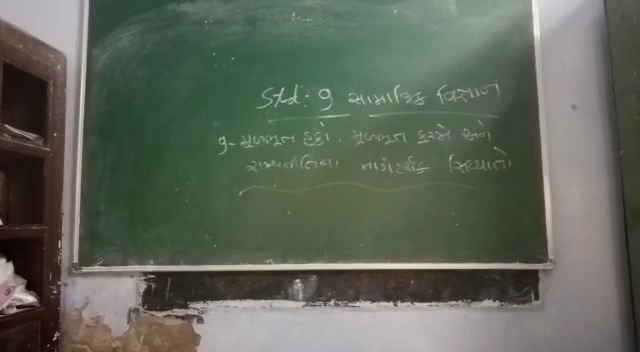 Std: 9 સામાજિક વિજ્ઞાન
9- મૂળભૂત હકો. મૂળભૂત ફરજો અને
રાજ્યનીતિના માર્ગદર્શક સિધ્ધાંતો